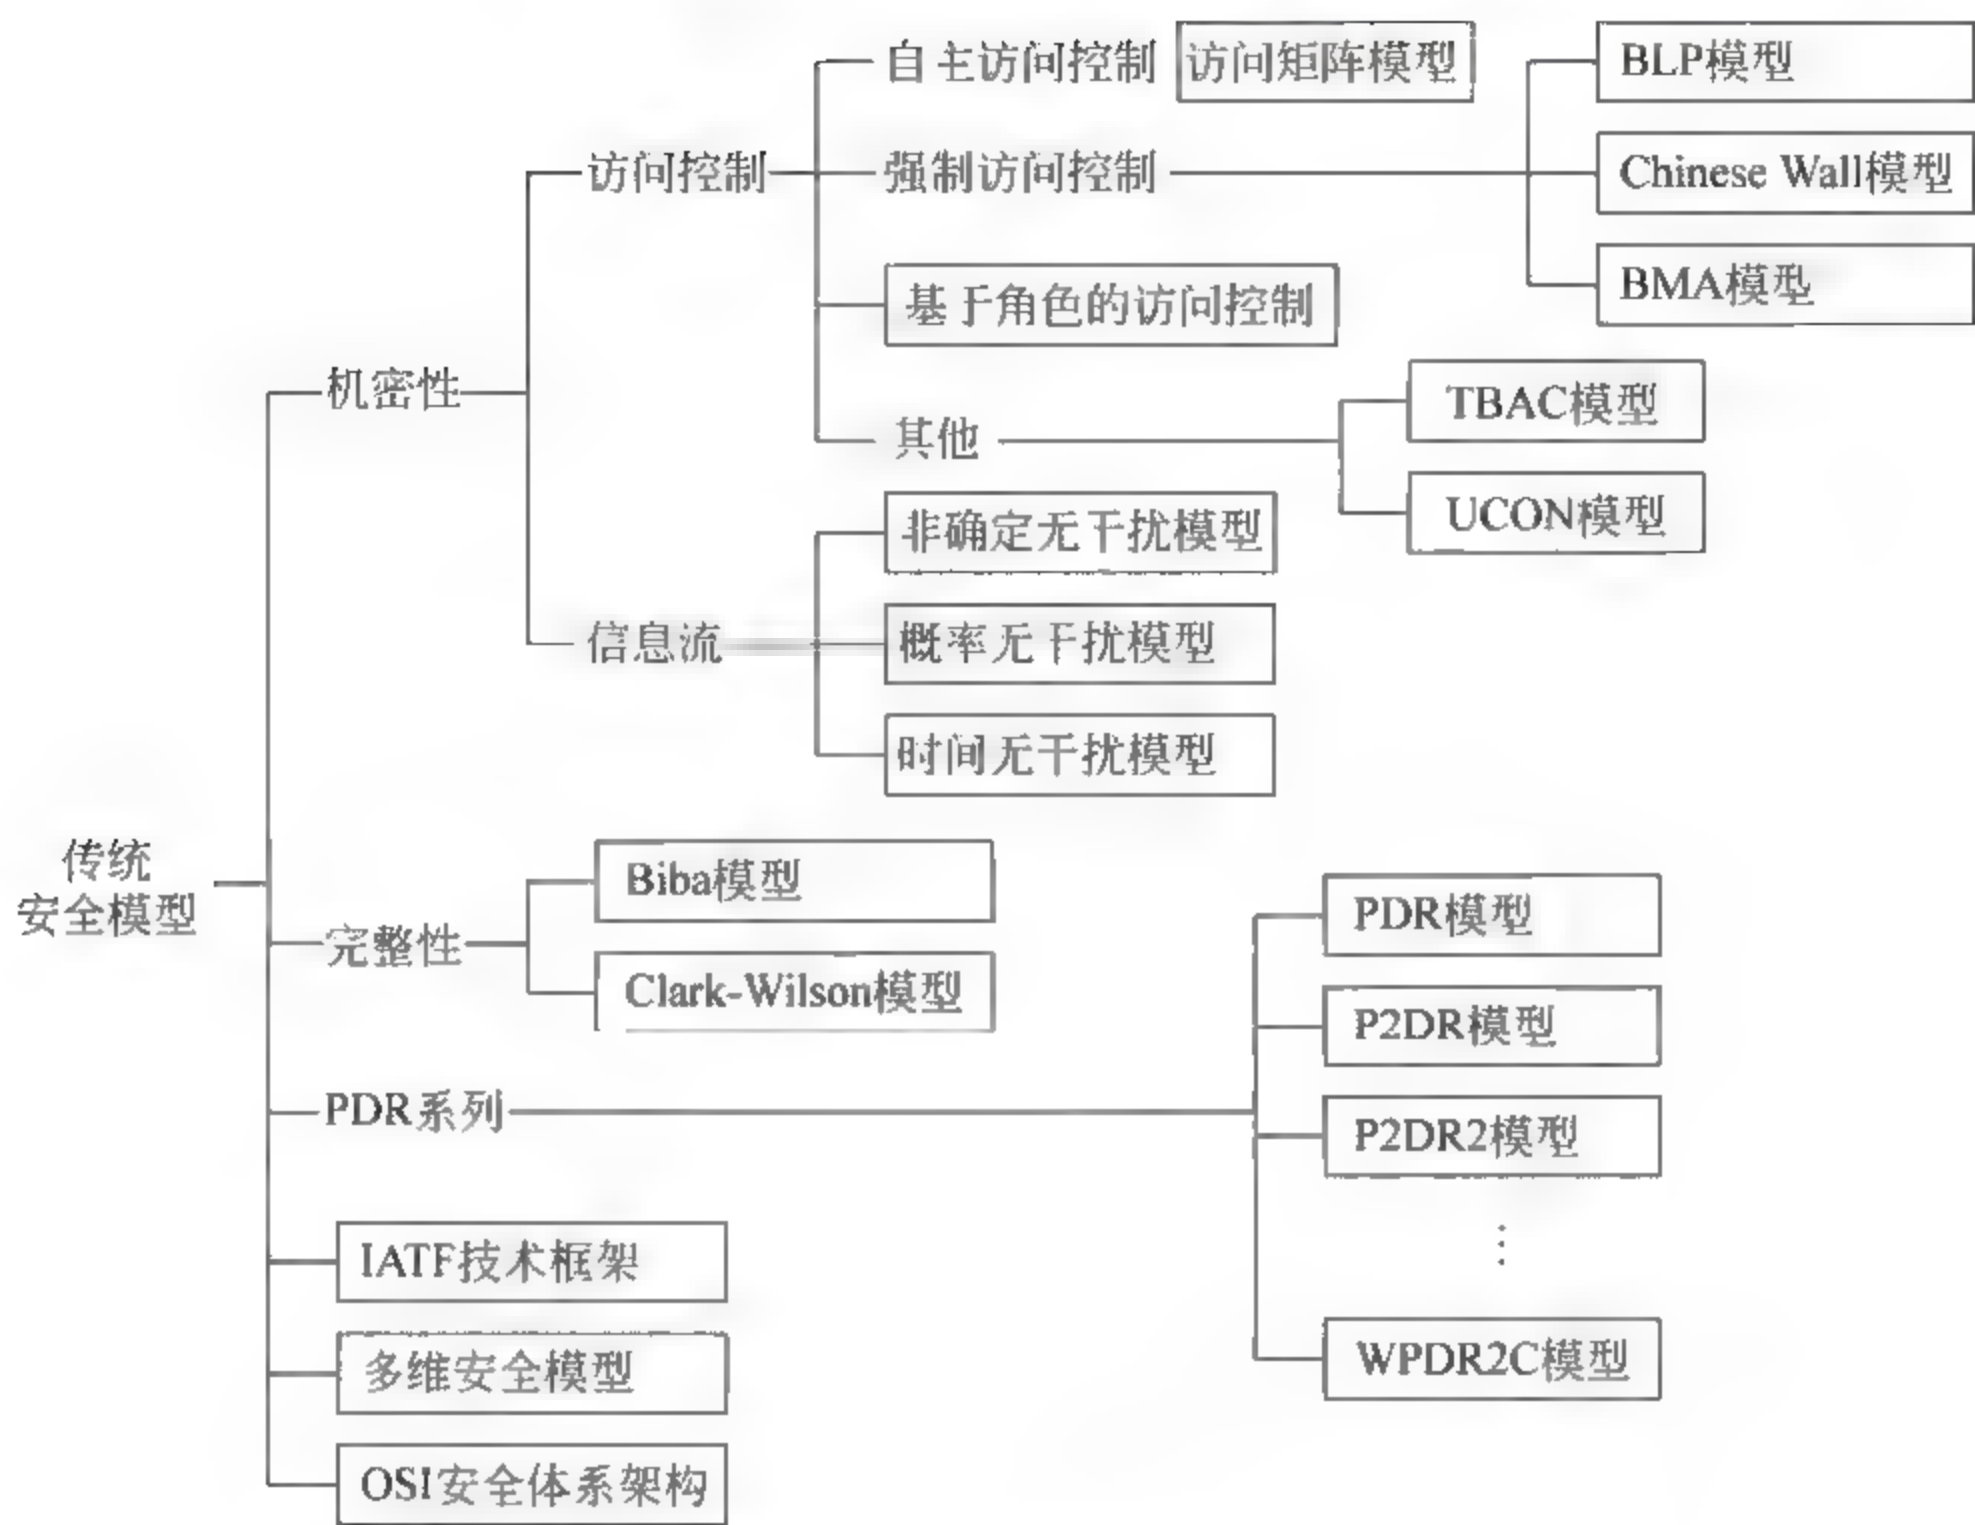 自主访问控制 访问矩阵模型
BLP模型
访问控制
强制访问控制
Chinese Wall模型
基于角色的访问控制
BMA模型
机密性
其他
TBAC模型
UCON模型
非确定无干扰模型
信息流
概率无干扰模型
时间无干扰模型
传统
安全模型
完整性
Biba模型
Clark-Wilson模型
PDR系列
PDR模型
P2DR模型
P2DR2模型
⋮
WPDR2C模型
IATF技术框架
多维安全模型
OSI安全体系架构